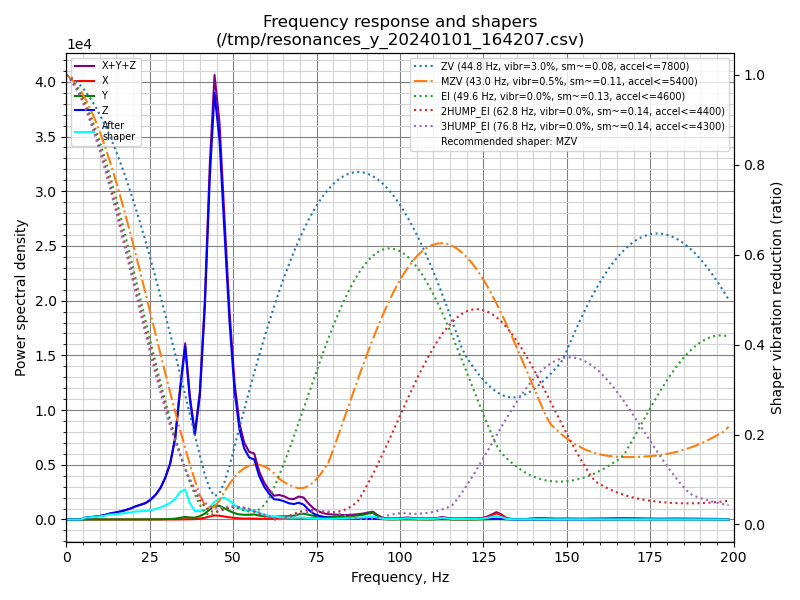 Frequency response and shapers
(/tmp/resonances_y_20240101_164207.csv)
1e4
X+Y+Z
X
Y
Z
After
shaper
ZV (44.8 Hz, vibr=3.0%, sm~=0.08, accel<=7800)
MZV (43.0 Hz, vibr=0.5%, sm~=0.11, accel<=5400)
EI (49.6 Hz, vibr=0.0%, sm~=0.13, accel<=4600)
2HUMP_EI (62.8 Hz, vibr=0.0%, sm~=0.14, accel<=4400)
3HUMP_EI (76.8 Hz, vibr=0.0%, sm~=0.14, accel<=4300)
Recommended shaper: MZV
Power spectral density
4.0
3.5
3.0
2.5
2.0
1.5
1.0
0.5
0.0
1.0
0.8
0.6
0.4
0.2
0.0
Shaper vibration reduction (ratio)
0 25 50 75 100 125 150 175 200
Frequency, Hz